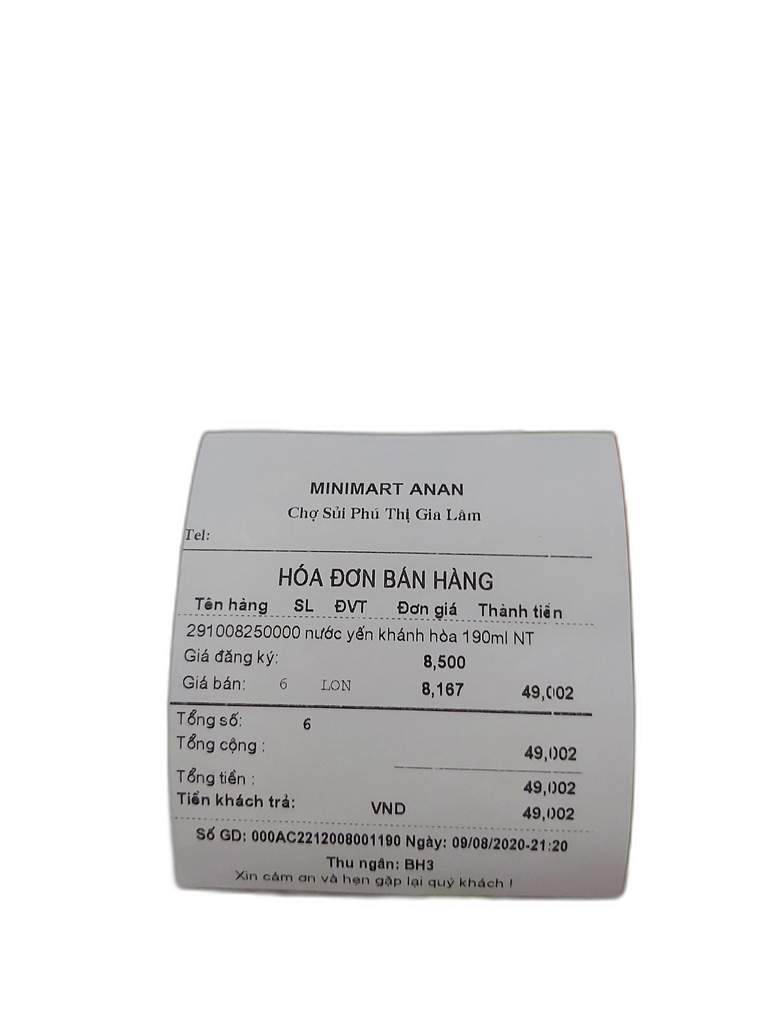 MINIMART ANAN
Chợ Sủi Phú Thị Gia Lâm
Tel:
HÓA ĐƠN BÁN HÀNG
Tên hàng SL ĐVT Đơn giá Thành tiền
291008250000 nước yến khánh hòa 190ml NT
Giá đăng ký: 8,500
Giá bán: 6 LON 8,167 49,002
Tổng số: 6
Tổng cộng : 49,002
Tổng tiền : 49,002
Tiền khách trả: VND 49,002
Số GD: 000AC2212008001190 Ngày: 09/08/2020-21:20
Thu ngân: BH3
Xin cám ơn và hẹn gặp lại quý khách !